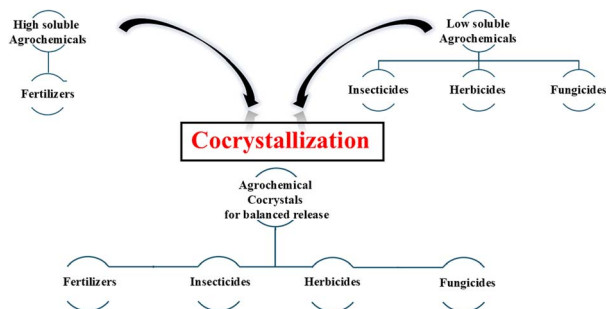 High soluble
Agrochemicals
Fertilizers
Low soluble
Agrochemicals
Insecticides
Herbicides
Fungicides
Cocrystallization
Agrochemical
Cocrystals
for balanced release
Fertilizers
Insecticides
Herbicides
Fungicides